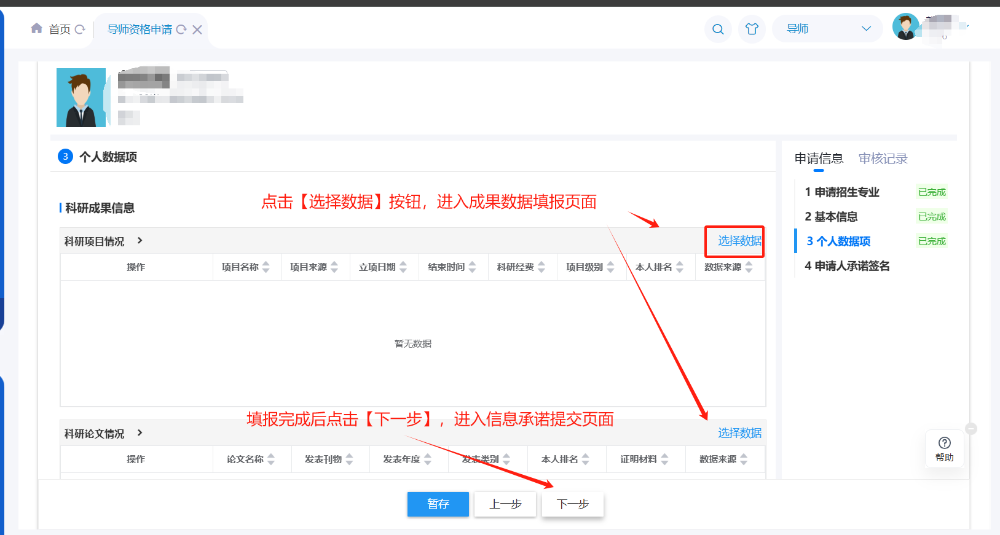 首页
导师资格申请
导师
3 个人数据项
科研成果信息
点击【选择数据】按钮，进入成果数据填报页面
科研项目情况
选择数据
操作 项目名称 项目来源 立项日期 结束时间 科研经费 项目级别 本人排名 数据来源
暂无数据
填报完成后点击【下一步】，进入信息承诺提交页面
科研论文情况
选择数据
操作 论文名称 发表刊物 发表年度 发表类别 本人排名 证明材料 数据来源
暂存 上一步 下一步
申请信息 审核记录
1 申请招生专业 已完成
2 基本信息 已完成
3 个人数据项 已完成
4 申请人承诺签名
帮助